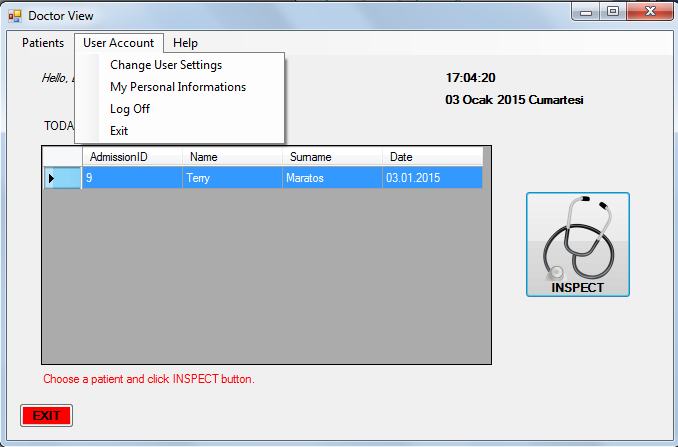 Doctor View
Patients User Account Help
Change User Settings
My Personal Informations
Log Off
Exit
Hello,
17:04:20
03 Ocak 2015 Cumartesi
TODA
AdmissionID Name Surname Date
9 Terry Maratos 03.01.2015
INSPECT
Choose a patient and click INSPECT button.
EXIT